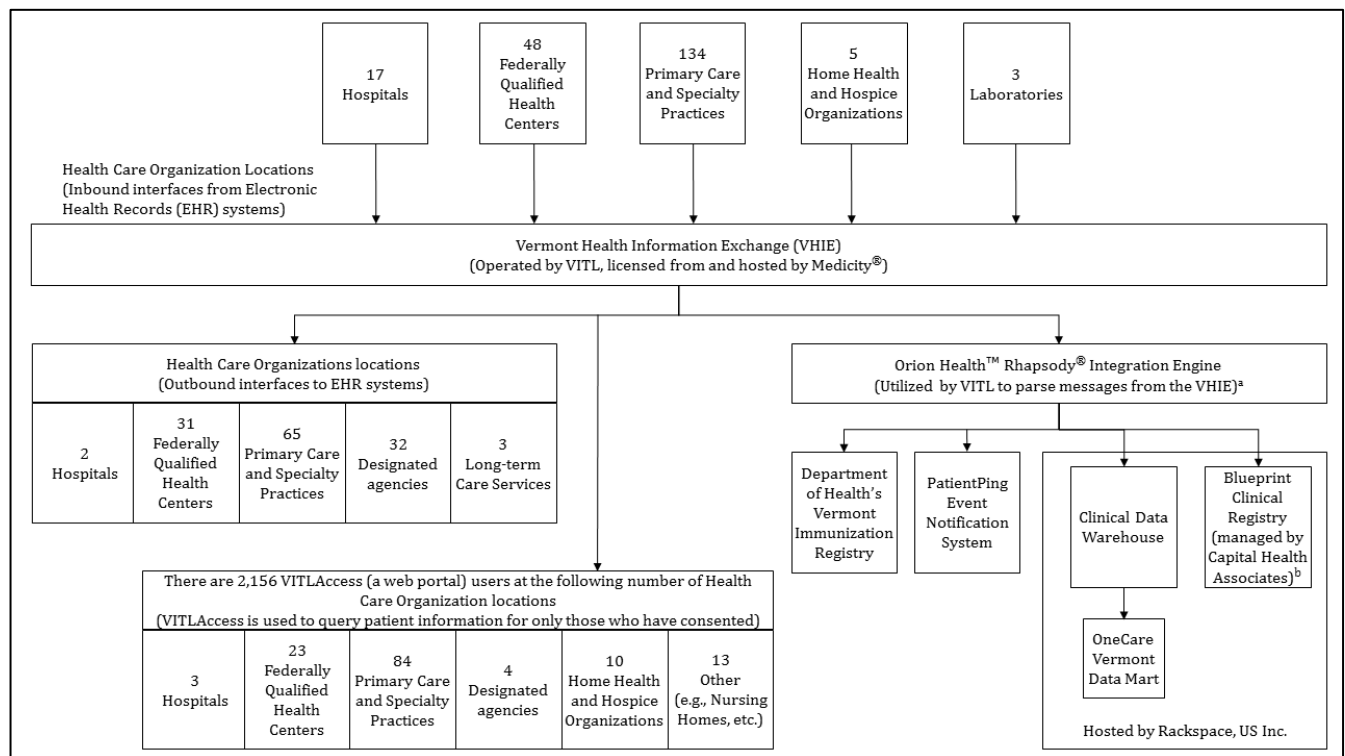 17
Hospitals
48
Federally
Qualified
Health
Centers
134
Primary Care
and Specialty
Practices
5
Home Health
and Hospice
Organizations
3
Laboratories
Health Care Organization Locations
(Inbound interfaces from Electronic
Health Records (EHR) systems)
Vermont Health Information Exchange (VHIE)
(Operated by VITL, licensed from and hosted by Medicity®)
Health Care Organizations locations
(Outbound interfaces to EHR systems)
2
Hospitals
31
Federally
Qualified
Health
Centers
65
Primary Care
and Specialty
Practices
32
Designated
agencies
3
Long-term
Care Services
Orion Health™ Rhapsody® Integration Engine
(Utilized by VITL to parse messages from the VHIE)ᵃ
Department
of Health's
Vermont
Immunization
Registry
PatientPing
Event
Notification
System
Clinical Data
Warehouse
Blueprint
Clinical
Registry
(managed by
Capital Health
Associates)ᵇ
OneCare
Vermont
Data Mart
Hosted by Rackspace, US Inc.
There are 2,156 VITLAccess (a web portal) users at the following number of Health
Care Organization locations
(VITLAccess is used to query patient information for only those who have consented)
3
Hospitals
23
Federally
Qualified
Health
Centers
84
Primary Care
and Specialty
Practices
4
Designated
agencies
10
Home Health
and Hospice
Organizations
13
Other
(e.g., Nursing
Homes, etc.)